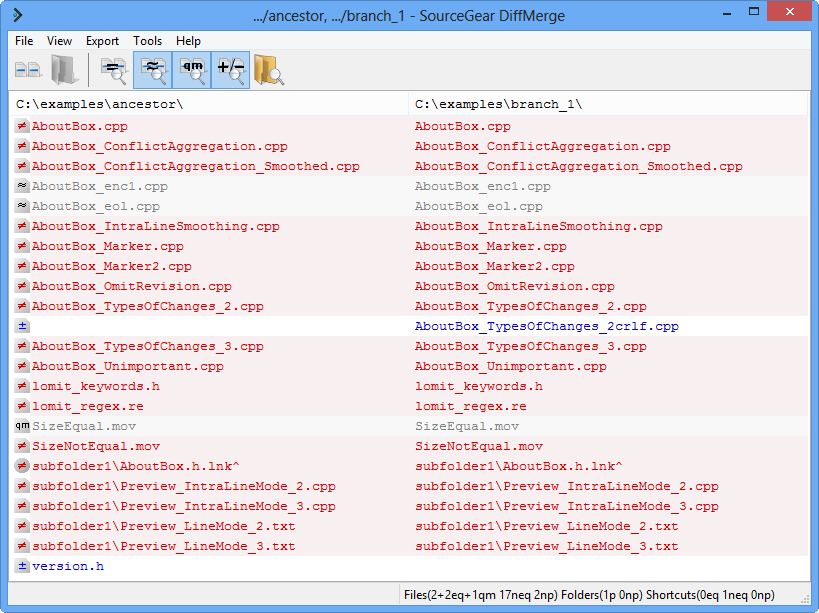 .../ancestor, .../branch_1 - SourceGear DiffMerge
File View Export Tools Help
= ≈ qm +/-
C:\examples\ancestor\ C:\examples\branch_1\
≠ AboutBox.cpp AboutBox.cpp
≠ AboutBox_ConflictAggregation.cpp AboutBox_ConflictAggregation.cpp
≠ AboutBox_ConflictAggregation_Smoothed.cpp AboutBox_ConflictAggregation_Smoothed.cpp
≈ AboutBox_enc1.cpp AboutBox_enc1.cpp
≈ AboutBox_eol.cpp AboutBox_eol.cpp
≠ AboutBox_IntraLineSmoothing.cpp AboutBox_IntraLineSmoothing.cpp
≠ AboutBox_Marker.cpp AboutBox_Marker.cpp
≠ AboutBox_Marker2.cpp AboutBox_Marker2.cpp
≠ AboutBox_OmitRevision.cpp AboutBox_OmitRevision.cpp
≠ AboutBox_TypesOfChanges_2.cpp AboutBox_TypesOfChanges_2.cpp
± AboutBox_TypesOfChanges_2crlf.cpp
≠ AboutBox_TypesOfChanges_3.cpp AboutBox_TypesOfChanges_3.cpp
≠ AboutBox_Unimportant.cpp AboutBox_Unimportant.cpp
≠ lomit_keywords.h lomit_keywords.h
≠ lomit_regex.re lomit_regex.re
qm SizeEqual.mov SizeEqual.mov
≠ SizeNotEqual.mov SizeNotEqual.mov
≠ subfolder1\AboutBox.h.lnk^ subfolder1\AboutBox.h.lnk^
≠ subfolder1\Preview_IntraLineMode_2.cpp subfolder1\Preview_IntraLineMode_2.cpp
≠ subfolder1\Preview_IntraLineMode_3.cpp subfolder1\Preview_IntraLineMode_3.cpp
≠ subfolder1\Preview_LineMode_2.txt subfolder1\Preview_LineMode_2.txt
≠ subfolder1\Preview_LineMode_3.txt subfolder1\Preview_LineMode_3.txt
± version.h
Files(2+2eq+1qm 17neq 2np) Folders(1p 0np) Shortcuts(0eq 1neq 0np)